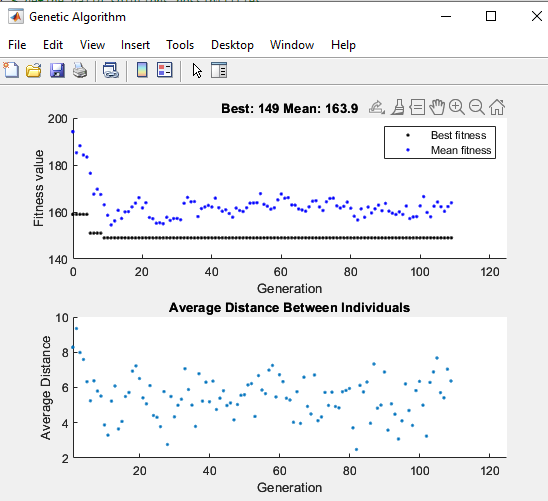 Genetic Algorithm
File Edit View Insert Tools Desktop Window Help
Best: 149 Mean: 163.9
200
180
160
140
Fitness value
Best fitness
Mean fitness
0 20 40 60 80 100 120
Generation
Average Distance Between Individuals
10
8
6
4
2
Average Distance
20 40 60 80 100 120
Generation